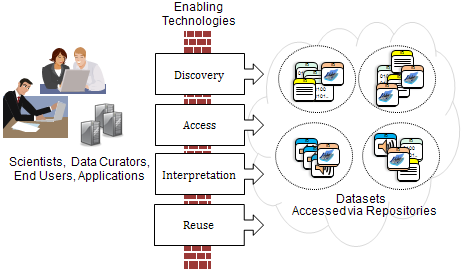 Enabling
Technologies
Discovery
Access
Interpretation
Reuse
Scientists, Data Curators,
End Users, Applications
Datasets
Accessed via Repositories